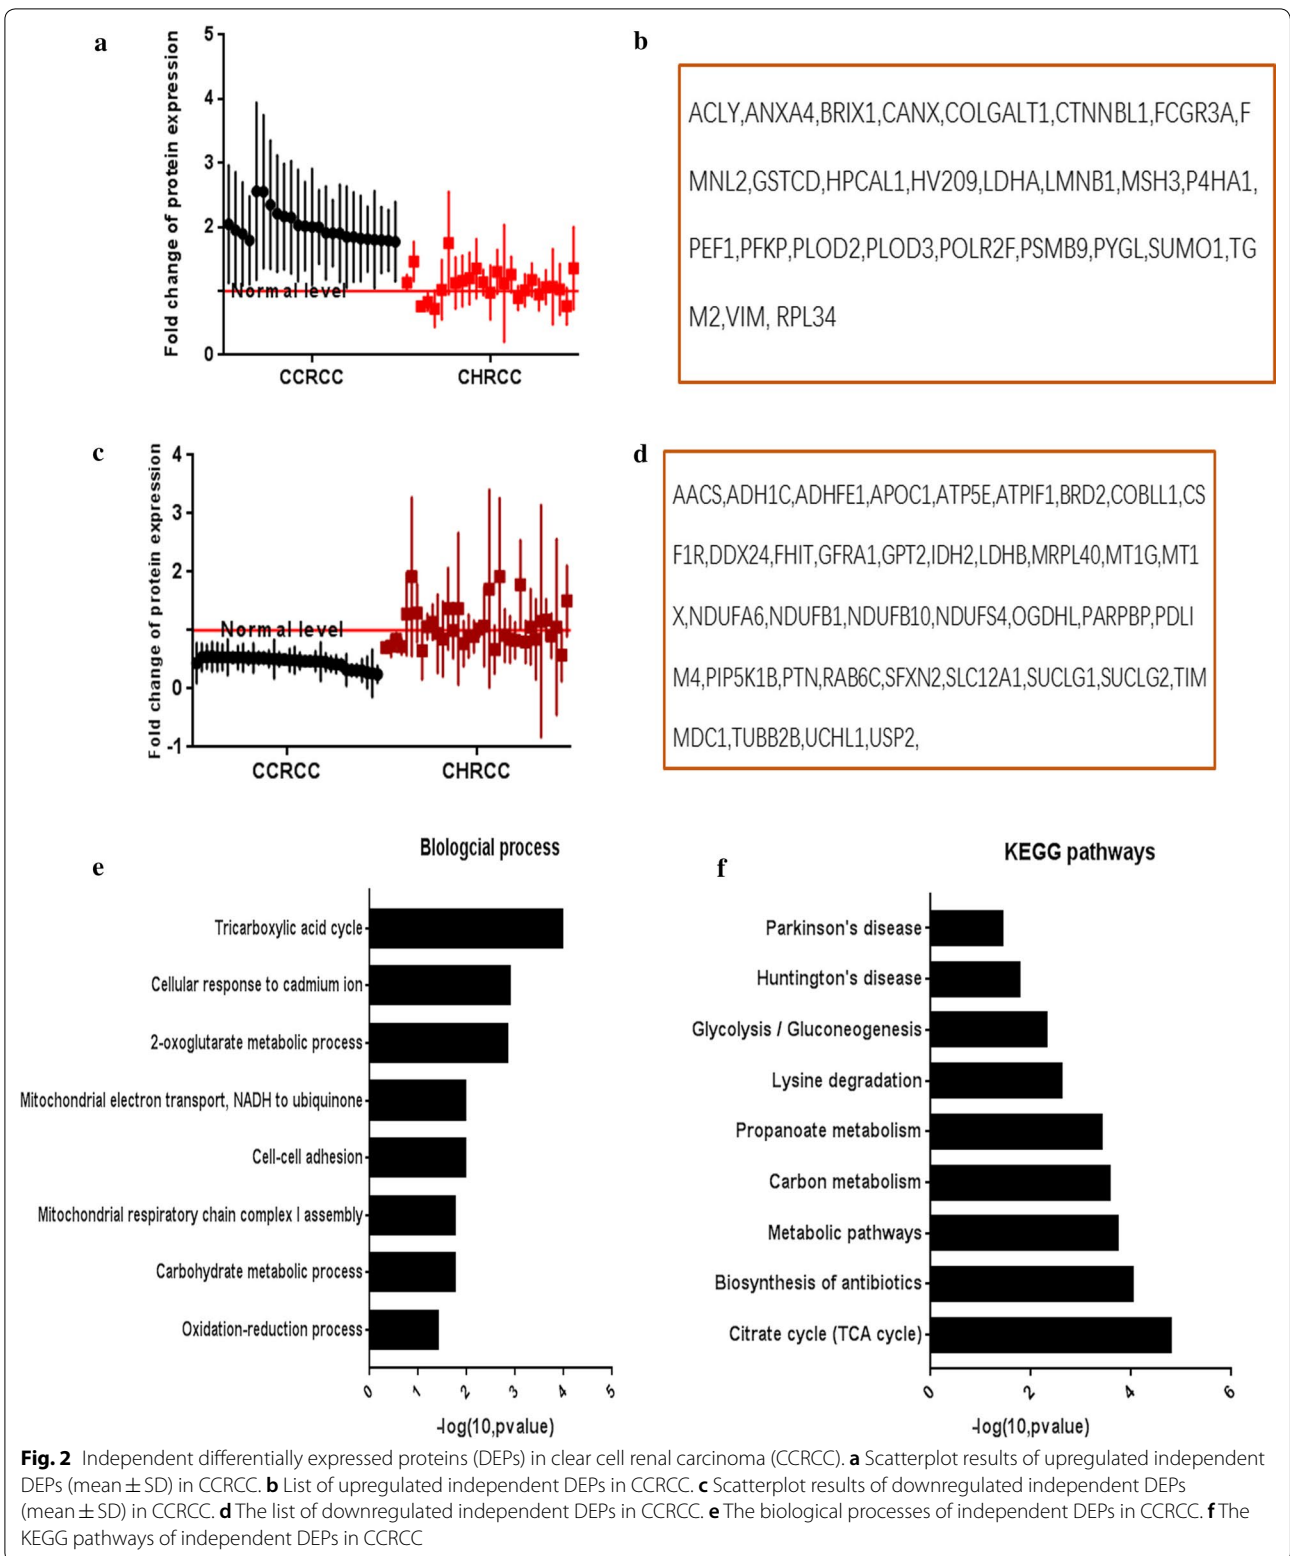 a
Fold change of protein expression
5
4
3
2
0
Normal level
CCRCC
CHRCC
b
ACLY,ANXA4,BRIX1,CANX,COLGALT1,CTNNBL1,FCGR3A,F
MNL2,GSTCD,HPCAL1,HV209,LDHA,LMNB1,MSH3,P4HA1,
PEF1,PFKP,PLOD2,PLOD3,POLR2F,PSMB9,PYGL,SUMO1,TG
M2,VIM, RPL34
c
Fold change of protein expression
4
3
2
0
-1
Normal level
CCRCC
CHRCC
d
AACS,ADH1C,ADHFE1,APOC1,ATP5E,ATPIF1,BRD2,COBLL1,CS
F1R,DDX24,FHIT,GFRA1,GPT2,IDH2,LDHB,MRPL40,MT1G,MT1
X,NDUFA6,NDUFB1,NDUFB10,NDUFS4,OGDHL,PARPBP,PDLI
M4,PIP5K1B,PTN,RAB6C,SFXN2,SLC12A1,SUCLG1,SUCLG2,TIM
MDC1,TUBB2B,UCHL1,USP2,
e
Blologcial process
Tricarboxylic acid cycle
Cellular response to cadmium ion
2-oxoglutarate metabolic process
Mitochondrial electron transport, NADH to ubiquinone
Cell-cell adhesion
Mitochondrial respiratory chain complex I assembly
Carbohydrate metabolic process
Oxidation-reduction process
0 1 2 3 4 5
-log(10,pvalue)
f
KEGG pathways
Parkinson's disease
Huntington's disease
Glycolysis / Gluconeogenesis
Lysine degradation
Propanoate metabolism
Carbon metabolism
Metabolic pathways
Biosynthesis of antibiotics
Citrate cycle (TCA cycle)
0 2 4 6
-log(10,pvalue)
Fig. 2 Independent differentially expressed proteins (DEPs) in clear cell renal carcinoma (CCRCC). a Scatterplot results of upregulated independent
DEPs (mean ± SD) in CCRCC. b List of upregulated independent DEPs in CCRCC. c Scatterplot results of downregulated independent DEPs
(mean ± SD) in CCRCC. d The list of downregulated independent DEPs in CCRCC. e The biological processes of independent DEPs in CCRCC. f The
KEGG pathways of independent DEPs in CCRCC